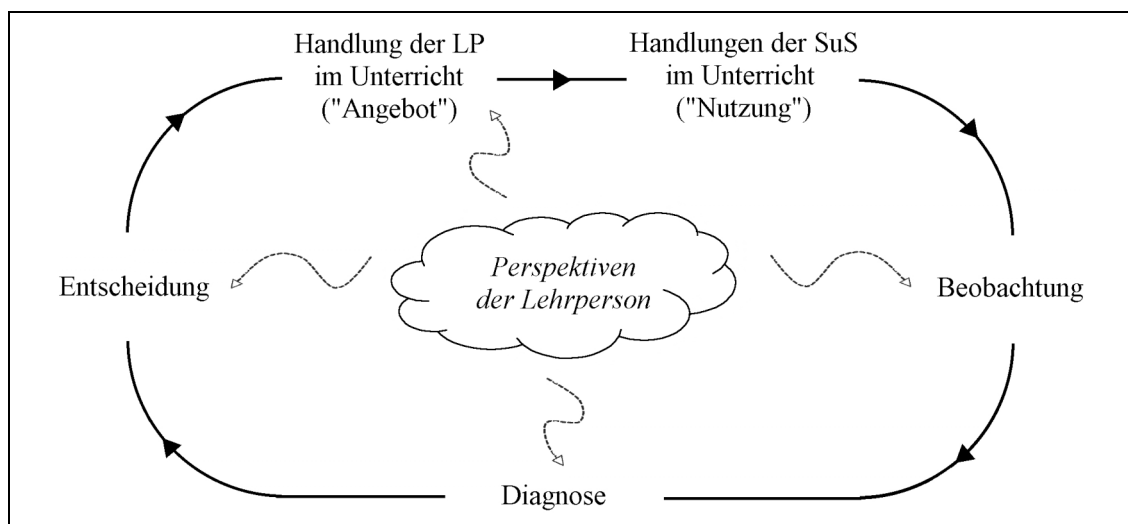 Handlung der LP
im Unterricht
("Angebot")
Handlungen der SuS
im Unterricht
("Nutzung")
Entscheidung
Perspektiven
der Lehrperson
Beobachtung
Diagnose